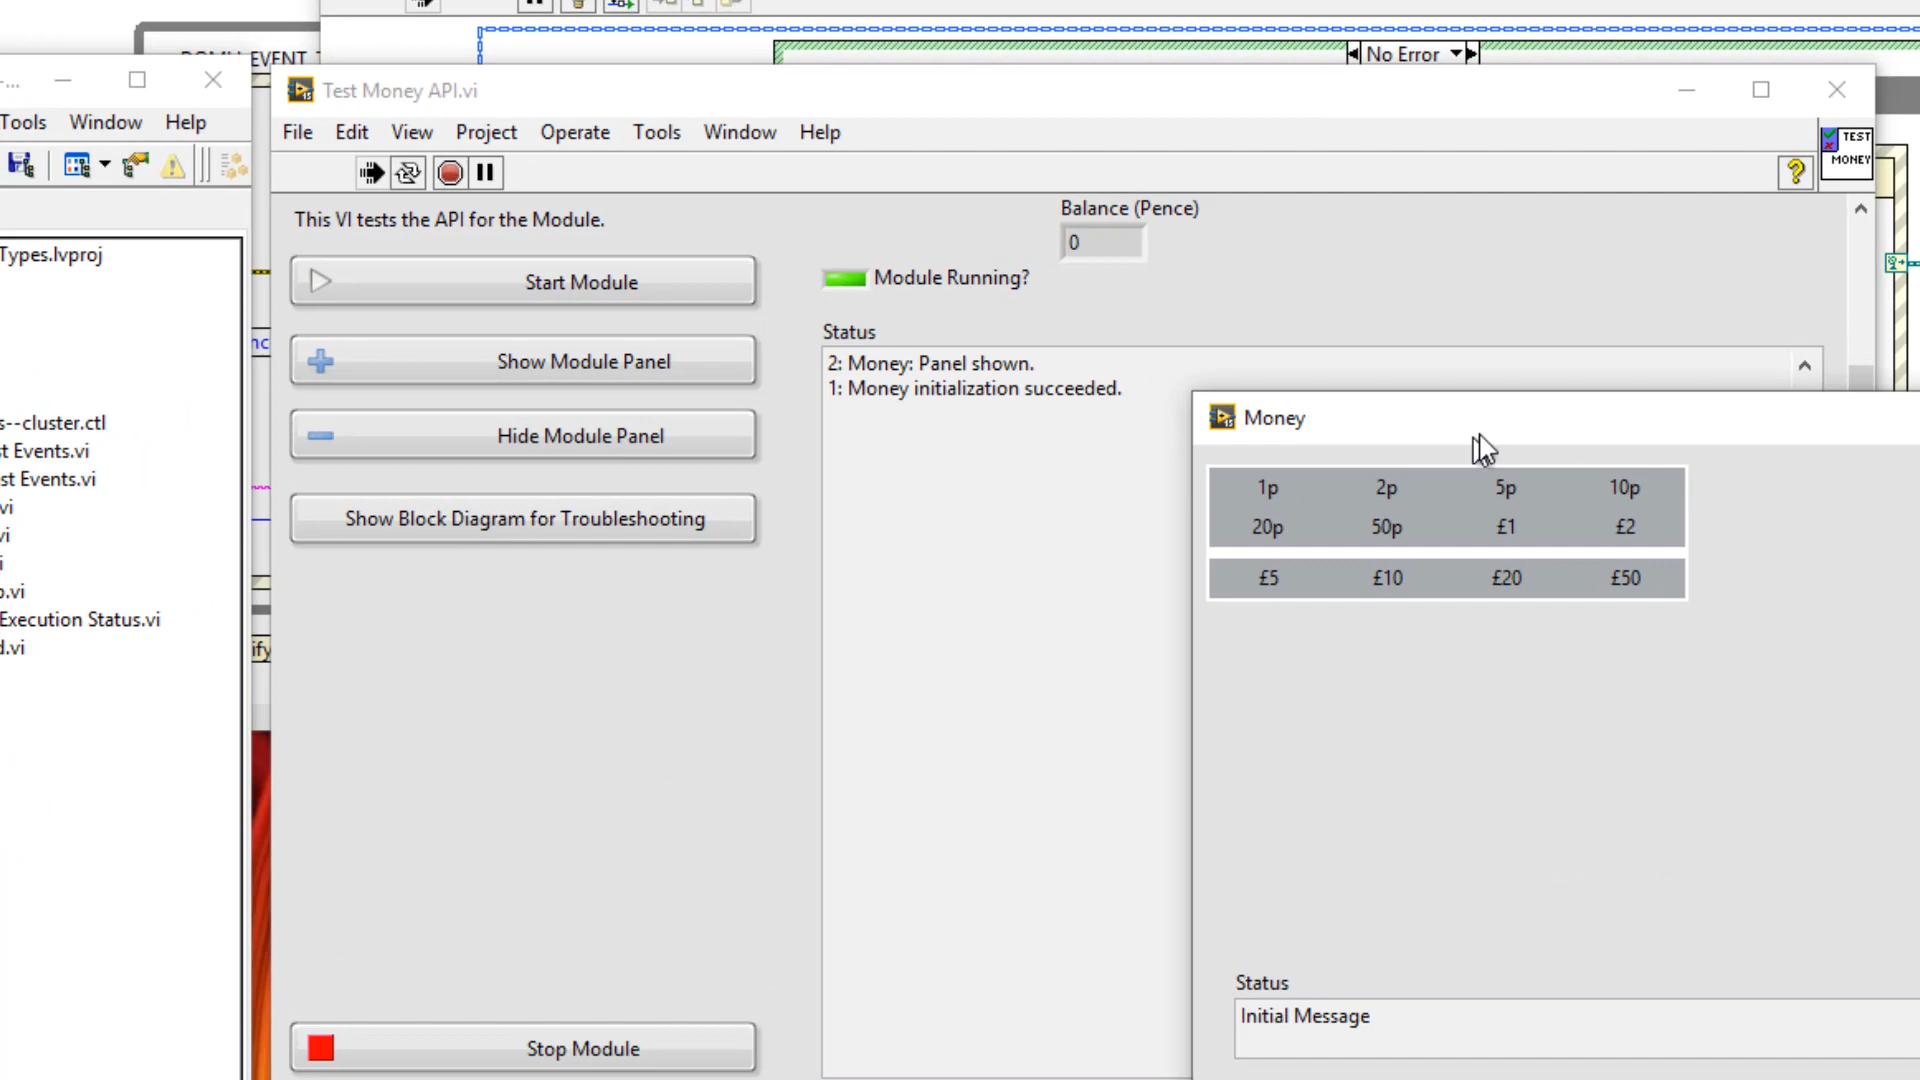 No Error
Test Money API.vi
File Edit View Project Operate Tools Window Help
TEST
MONEY
Tools Window Help
This VI tests the API for the Module.
Balance (Pence)
0
Start Module
Module Running?
Show Module Panel
Hide Module Panel
Show Block Diagram for Troubleshooting
Stop Module
Status
2: Money: Panel shown.
1: Money initialization succeeded.
Types.lvproj
s--cluster.ctl
st Events.vi
st Events.vi
vi
vi
i
o.vi
Execution Status.vi
d.vi
Money
1p 2p 5p 10p
20p 50p £1 £2
£5 £10 £20 £50
Status
Initial Message